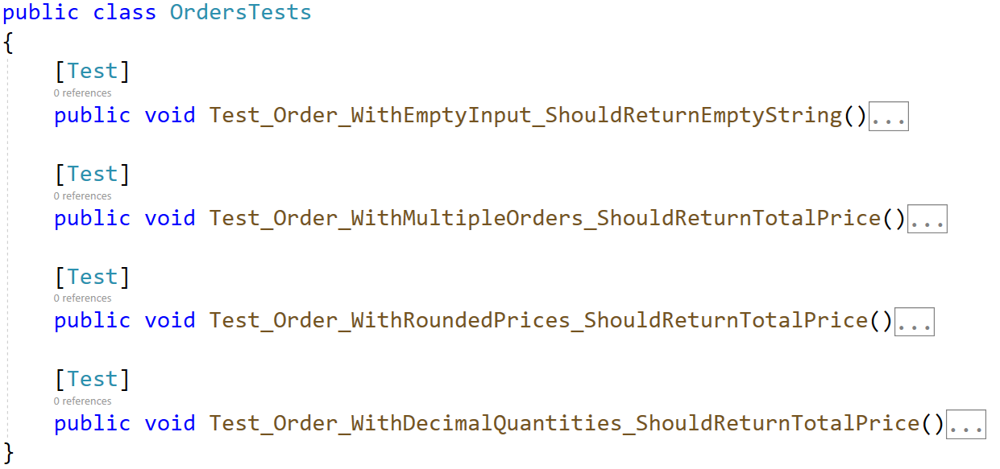 public class OrdersTests
{
[Test]
0 references
public void Test_Order_WithEmptyInput_ShouldReturnEmptyString()...
[Test]
0 references
public void Test_Order_WithMultipleOrders_ShouldReturnTotalPrice()...
[Test]
0 references
public void Test_Order_WithRoundedPrices_ShouldReturnTotalPrice()...
[Test]
0 references
public void Test_Order_WithDecimalQuantities_ShouldReturnTotalPrice()...
}